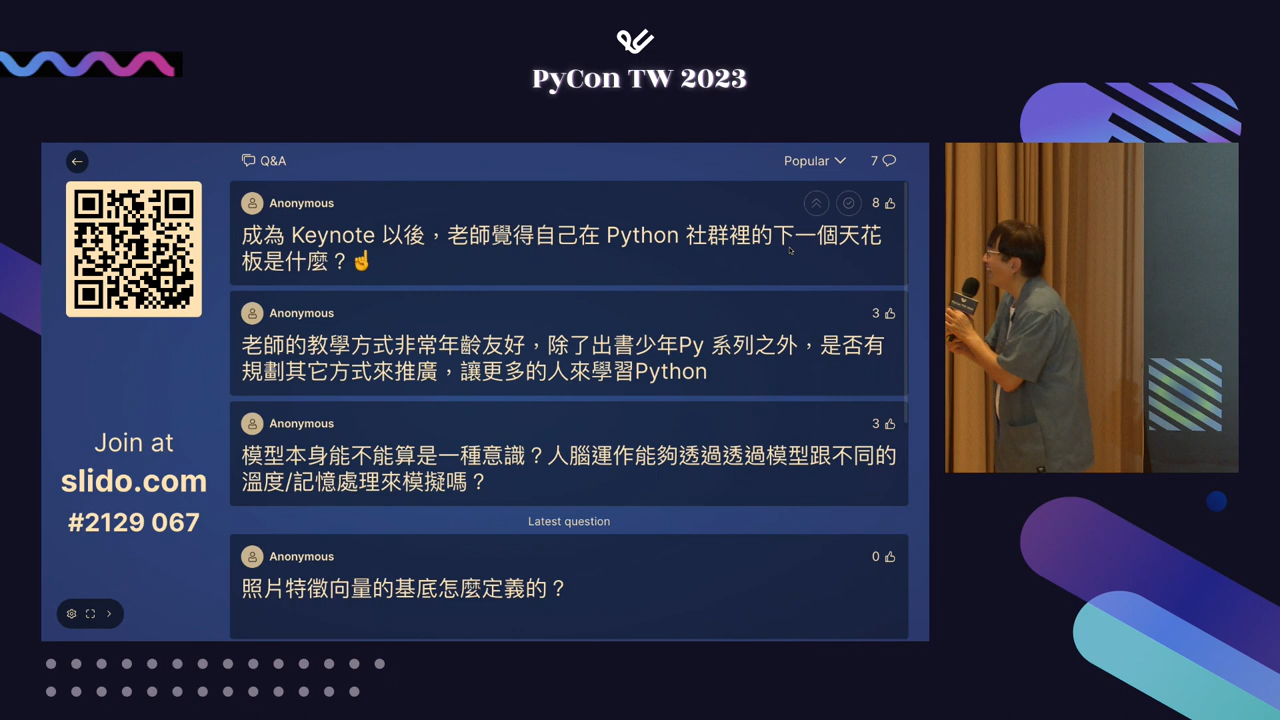 PyCon TW 2023
Q&A
Popular
7
Anonymous
8
成為 Keynote 以後，老師覺得自己在 Python 社群裡的下一個天花
板是什麼？☝
Anonymous
3
老師的教學方式非常年齡友好，除了出書少年Py 系列之外，是否有
規劃其它方式來推廣，讓更多的人來學習Python
Anonymous
3
模型本身能不能算是一種意識？人腦運作能夠透過透過模型跟不同的
溫度/記憶處理來模擬嗎？
Latest question
Anonymous
0
照片特徵向量的基底怎麼定義的？
Join at
slido.com
#2129 067